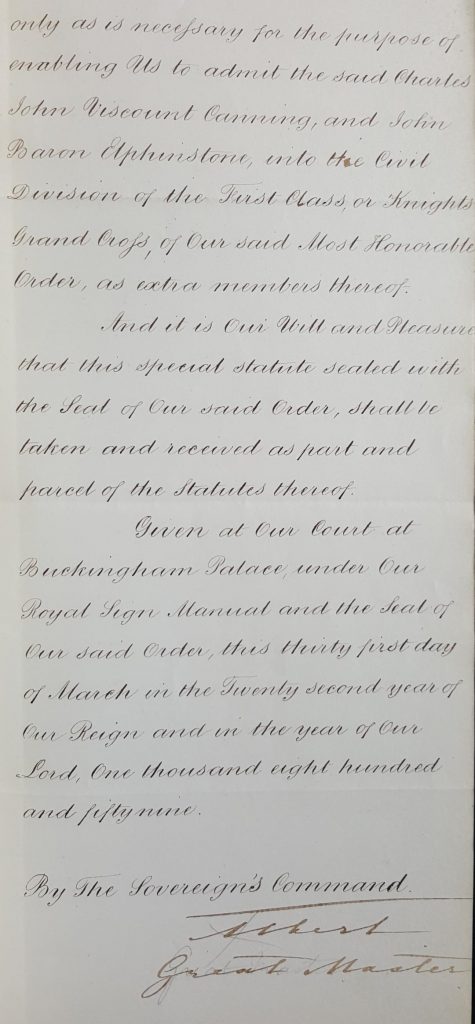 only as is necessary for the purpose of
enabling Us to admit the said Charles
John Viscount Canning, and John
Baron Elphinstone, into the Civil
Division of the First Class, or Knights
Grand Cross, of Our said Most Honorable
Order, as extra members thereof.
And it is Our Will and Pleasure
that this special statute sealed with
the Seal of Our said Order, shall be
taken and received as part and
parcel of the Statutes thereof.
Given at Our Court at
Buckingham Palace, under Our
Royal Sign Manual and the Seal of
Our said Order, this thirty first day
of March in the Twenty second year of
Our Reign and in the year of Our
Lord, One thousand eight hundred
and fifty nine.
By The Sovereign's Command.
Albert
Great Master